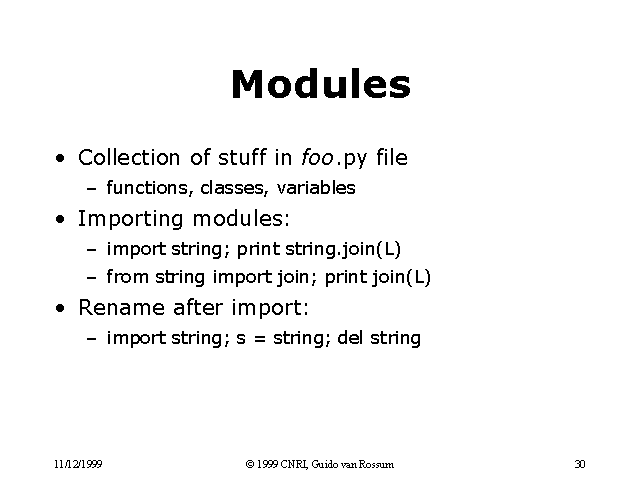 Modules
• Collection of stuff in foo.py file
– functions, classes, variables
• Importing modules:
– import string; print string.join(L)
– from string import join; print join(L)
• Rename after import:
– import string; s = string; del string
11/12/1999 © 1999 CNRI, Guido van Rossum 30